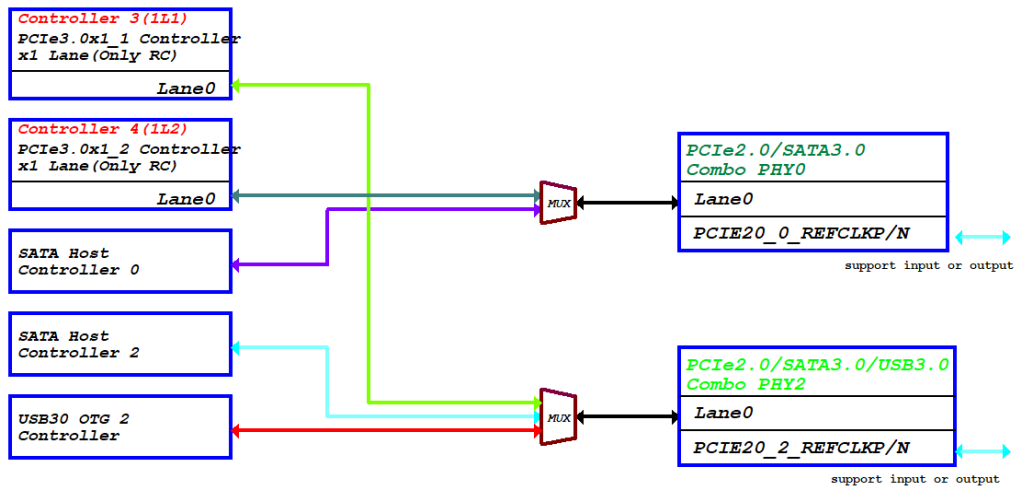 Controller 3(1L1)
PCIe3.0x1_1 Controller
x1 Lane(Only RC)
Lane0
Controller 4(1L2)
PCIe3.0x1_2 Controller
x1 Lane(Only RC)
Lane0
SATA Host
Controller 0
SATA Host
Controller 2
USB30 OTG 2
Controller
MUX
MUX
PCIe2.0/SATA3.0
Combo PHY0
Lane0
PCIE20_0_REFCLKP/N
support input or output
PCIe2.0/SATA3.0/USB3.0
Combo PHY2
Lane0
PCIE20_2_REFCLKP/N
support input or output